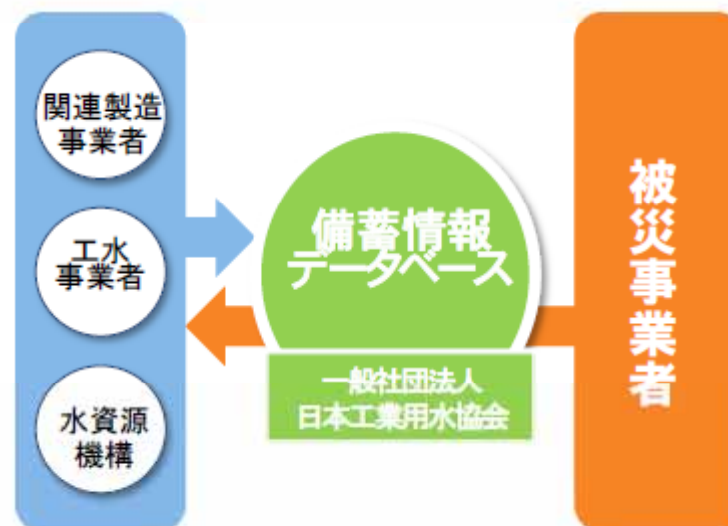 関連製造
事業者
工水
事業者
水資源
機構
備蓄情報
データベース
一般社団法人
日本工業用水協会
被災事業者